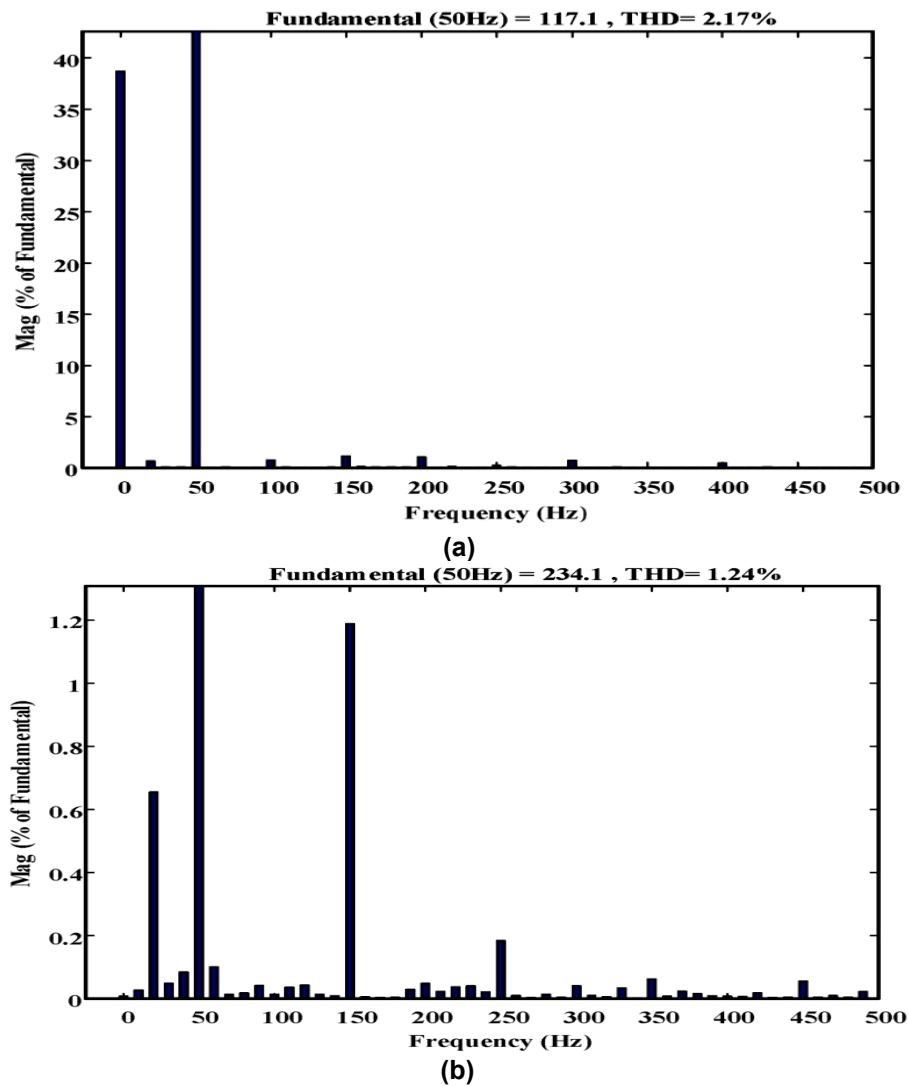 Fundamental (50Hz) = 117.1 , THD= 2.17%
40
35
30
25
20
15
10
5
0
Mag (% of Fundamental)
0 50 100 150 200 250 300 350 400 450 500
Frequency (Hz)
(a)
Fundamental (50Hz) = 234.1 , THD= 1.24%
1.2
1
0.8
0.6
0.4
0.2
0
Mag (% of Fundamental)
0 50 100 150 200 250 300 350 400 450 500
Frequency (Hz)
(b)